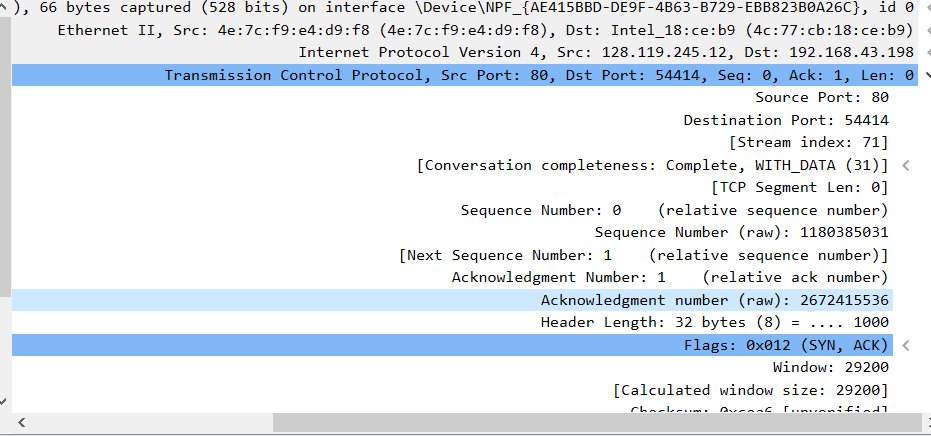 ), 66 bytes captured (528 bits) on interface \Device\NPF_{AE415BBD-DE9F-4B63-B729-EBB823B0A26C}, id 0
Ethernet II, Src: 4e:7c:f9:e4:d9:f8 (4e:7c:f9:e4:d9:f8), Dst: Intel_18:ce:b9 (4c:77:cb:18:ce:b9)
Internet Protocol Version 4, Src: 128.119.245.12, Dst: 192.168.43.198
Transmission Control Protocol, Src Port: 80, Dst Port: 54414, Seq: 0, Ack: 1, Len: 0
Source Port: 80
Destination Port: 54414
[Stream index: 71]
[Conversation completeness: Complete, WITH_DATA (31)]
[TCP Segment Len: 0]
Sequence Number: 0    (relative sequence number)
Sequence Number (raw): 1180385031
[Next Sequence Number: 1    (relative sequence number)]
Acknowledgment Number: 1    (relative ack number)
Acknowledgment number (raw): 2672415536
Header Length: 32 bytes (8) = .... 1000
Flags: 0x012 (SYN, ACK)
Window: 29200
[Calculated window size: 29200]
Checksum: [unverified]